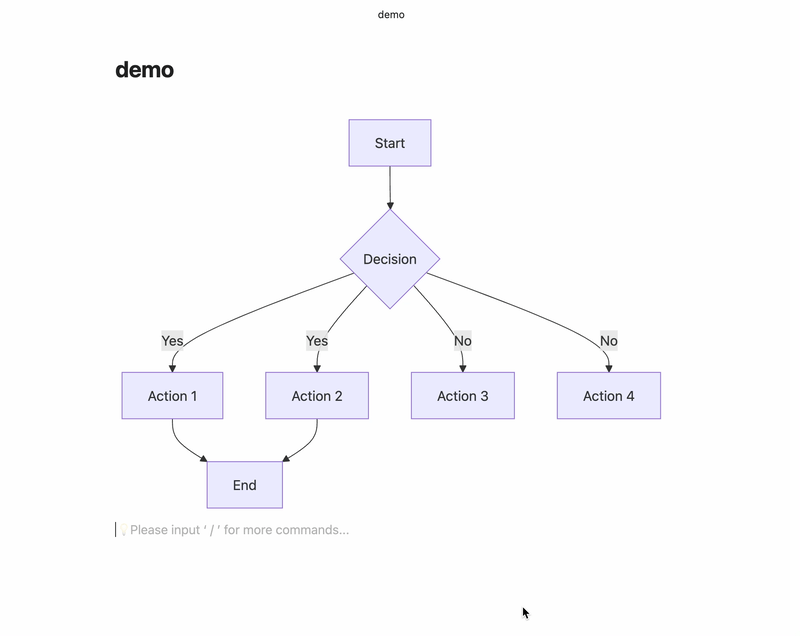 demo
demo
Start
Decision
Yes
Yes
No
No
Action 1
Action 2
Action 3
Action 4
End
Please input ‘ / ’ for more commands...